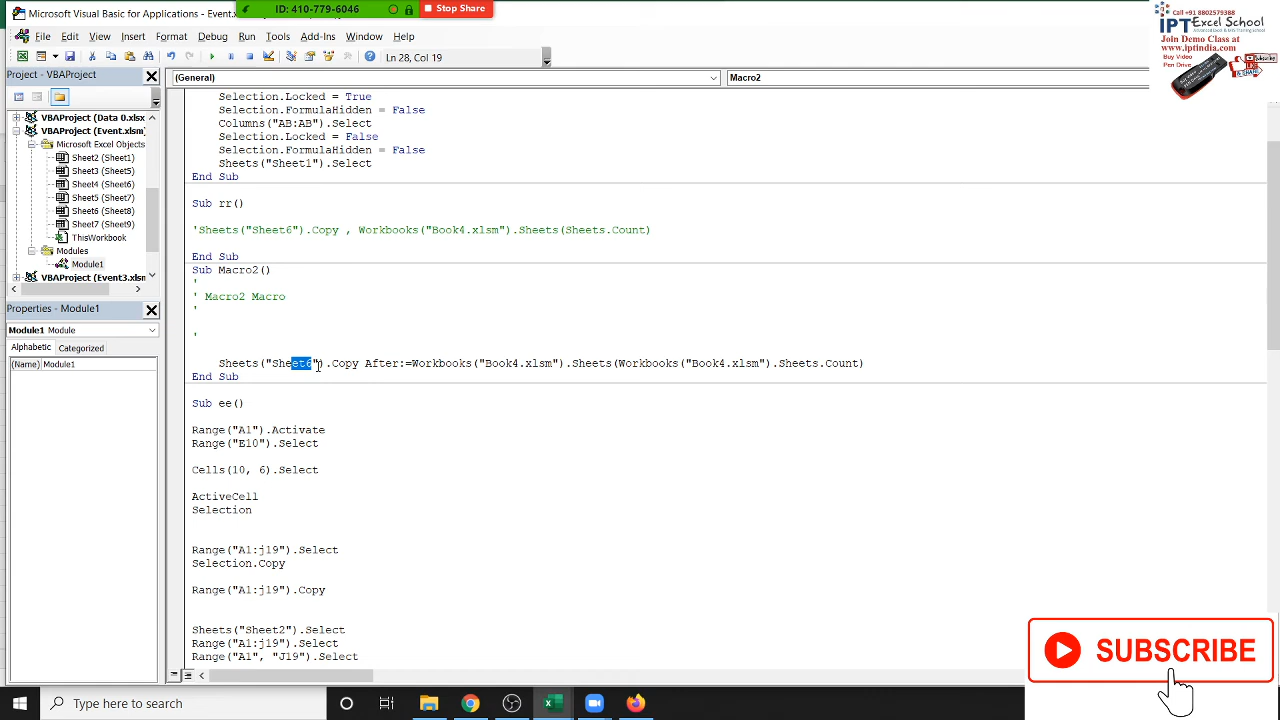 Microsoft Visual Basic for Applications - Event.
ID: 410-779-6046
Stop Share
File Edit View Insert Format Debug Run Tools Add-Ins Window Help
Ln 28, Col 19
Call +91 8802579388
IPT Excel School
Join Demo Class at
www.iptindia.com
Buy Video
Pen Drive
Project - VBAProject
(General)
Macro2
VBAProject (Data 0.xlsx
VBAProject (Event.xlsm)
Microsoft Excel Objects
Sheet2 (Sheet1)
Sheet3 (Sheet5)
Sheet4 (Sheet6)
Sheet5 (Sheet7)
Sheet6 (Sheet8)
Sheet7 (Sheet9)
ThisWorkbook
Modules
Module1
VBAProject (Event3.xlsm
Properties - Module1
Module1 Module
Alphabetic Categorized
(Name) Module1
Selection.Locked = True
Selection.FormulaHidden = False
Columns("AB:AB").Select
Selection.Locked = False
Selection.FormulaHidden = False
Sheets("Sheet1").Select
End Sub
Sub rr()
'Sheets("Sheet6").Copy , Workbooks("Book4.xlsm").Sheets(Sheets.Count)
End Sub
Sub Macro2()
'
' Macro2 Macro
'
'
Sheets("Sheet6").Copy After:=Workbooks("Book4.xlsm").Sheets(Workbooks("Book4.xlsm").Sheets.Count)
End Sub
Sub ee()
Range("A1").Activate
Range("E10").Select
Cells(10, 6).Select
ActiveCell
Selection
Range("A1:j19").Select
Selection.Copy
Range("A1:j19").Copy
Sheets("Sheet2").Select
Range("A1:j19").Select
Range("A1", "J19").Select
SUBSCRIBE
Type here to search